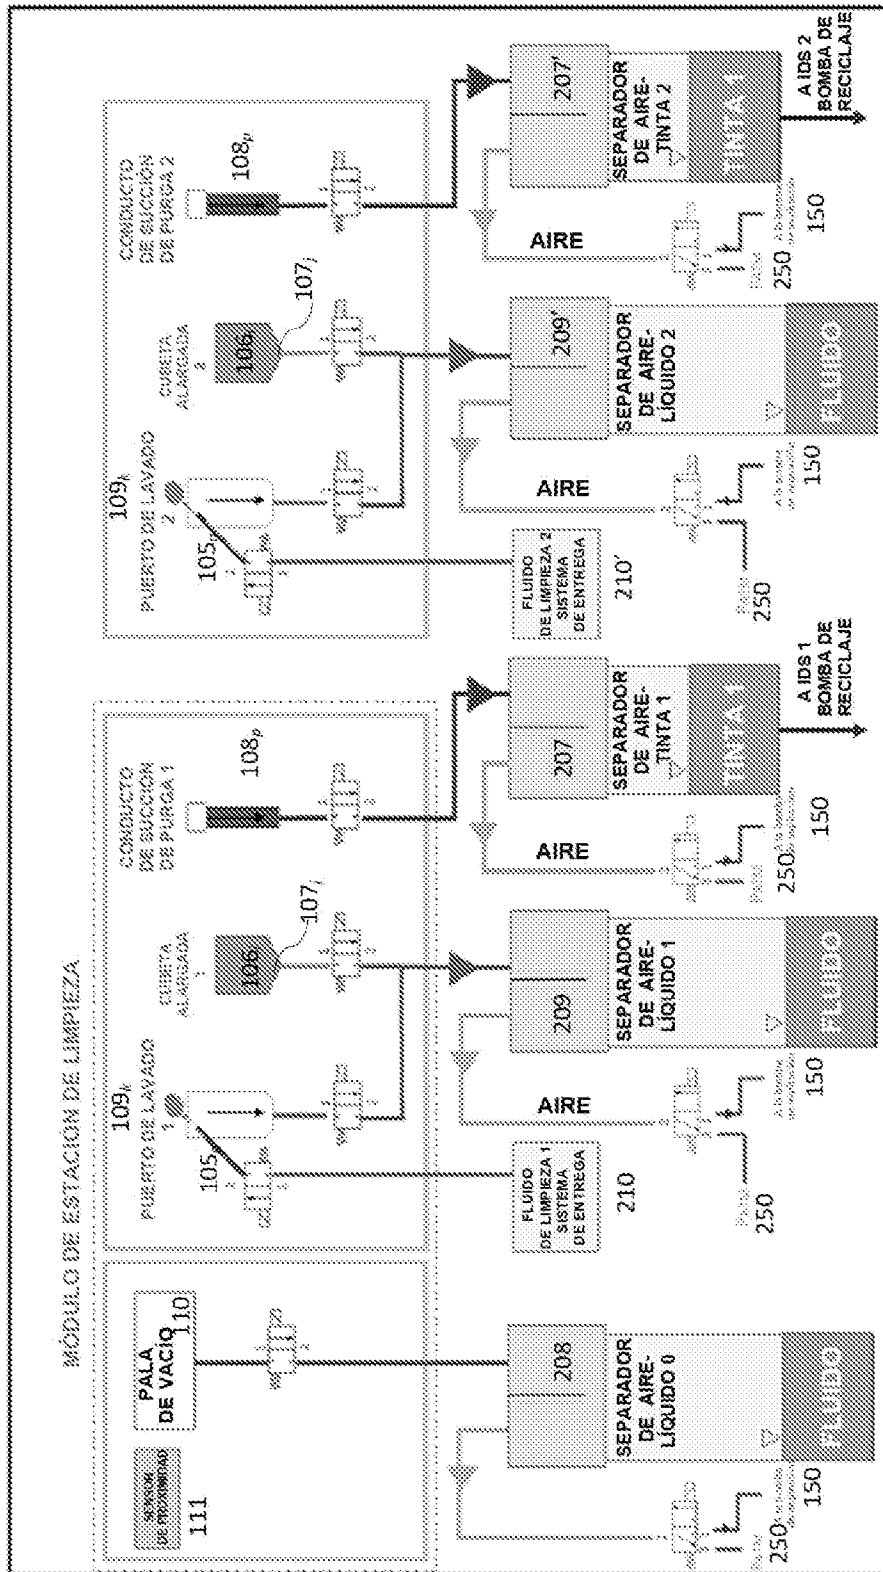 MÓDULO DE ESTACIÓN DE LIMPIEZA
SENSOR
DE PROXIMIDAD
111
PALA
DE VACÍO
110
PUERTO DE LAVADO
1
109k
105
CUBETA
ALARGADA
1
106
107j
CONDUCTO
DE SUCCIÓN
DE PURGA 1
108p
PUERTO DE LAVADO
2
109k
105
CUBETA
ALARGADA
2
106
107j
CONDUCTO
DE SUCCIÓN
DE PURGA 2
108p
208
SEPARADOR
DE AIRE-
LÍQUIDO 0
FLUIDO
250
150
FLUIDO
DE LIMPIEZA 1
SISTEMA
DE ENTREGA
210
AIRE
209
SEPARADOR
DE AIRE-
LÍQUIDO 1
FLUIDO
250
150
AIRE
207
SEPARADOR
DE AIRE-
TINTA 1
TINTA 1
250
150
A IDS 1
BOMBA DE
RECICLAJE
FLUIDO
DE LIMPIEZA 2
SISTEMA
DE ENTREGA
210'
AIRE
209'
SEPARADOR
DE AIRE-
LÍQUIDO 2
FLUIDO
250
150
AIRE
207'
SEPARADOR
DE AIRE-
TINTA 2
TINTA 1
250
150
A IDS 2
BOMBA DE
RECICLAJE